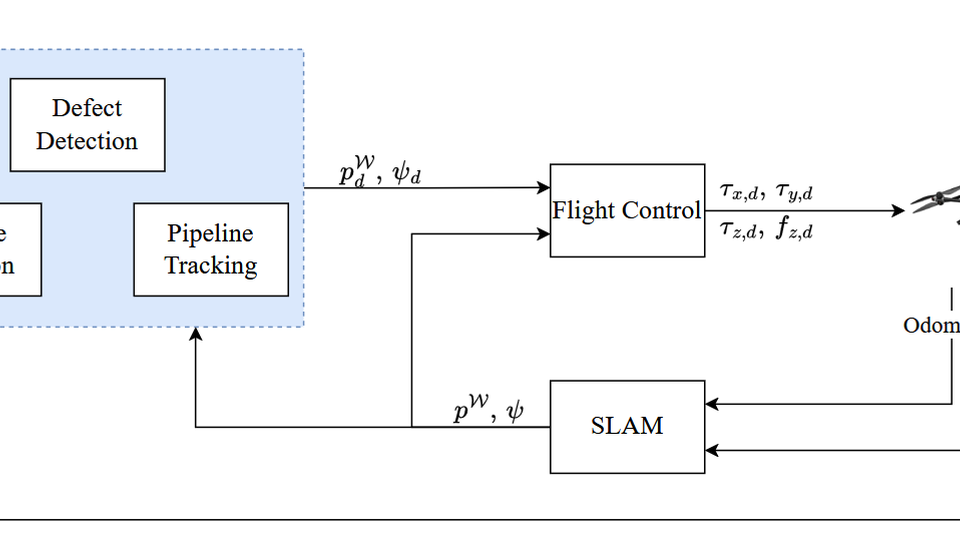 Defect
Detection
e
n
Pipeline
Tracking
$p_d^{\mathcal{W}}, \psi_d$
Flight Control
$\tau_{x,d}, \tau_{y,d}$
$\tau_{z,d}, f_{z,d}$
Odom
$p^{\mathcal{W}}, \psi$
SLAM